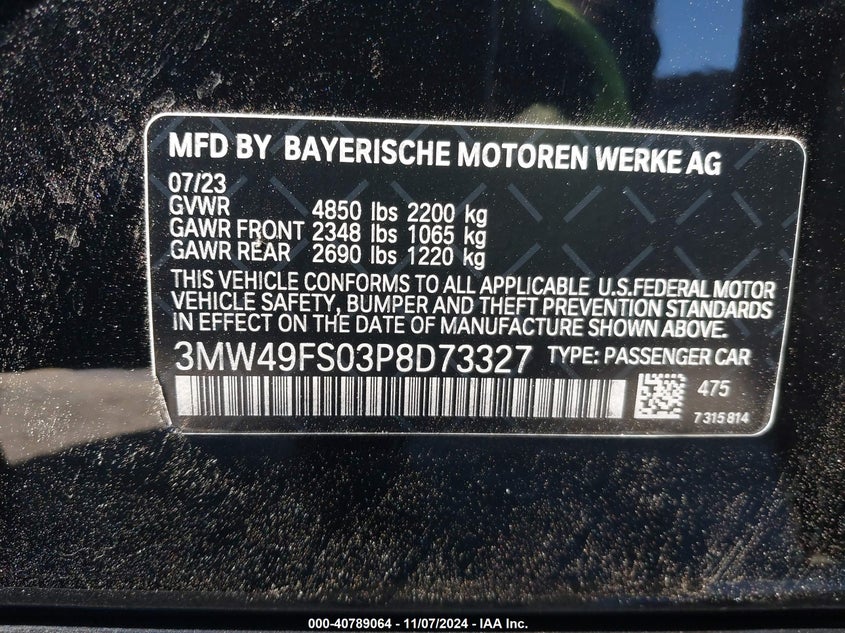 MFD BY BAYERISCHE MOTOREN WERKE AG
07/23
GVWR 4850 lbs 2200 kg
GAWR FRONT 2348 lbs 1065 kg
GAWR REAR 2690 lbs 1220 kg
THIS VEHICLE CONFORMS TO ALL APPLICABLE U.S.FEDERAL MOTOR
VEHICLE SAFETY, BUMPER AND THEFT PREVENTION STANDARDS
IN EFFECT ON THE DATE OF MANUFACTURE SHOWN ABOVE.
3MW49FS03P8D73327 TYPE: PASSENGER CAR
475
7315814
000-40789064 - 11/07/2024 - IAA Inc.